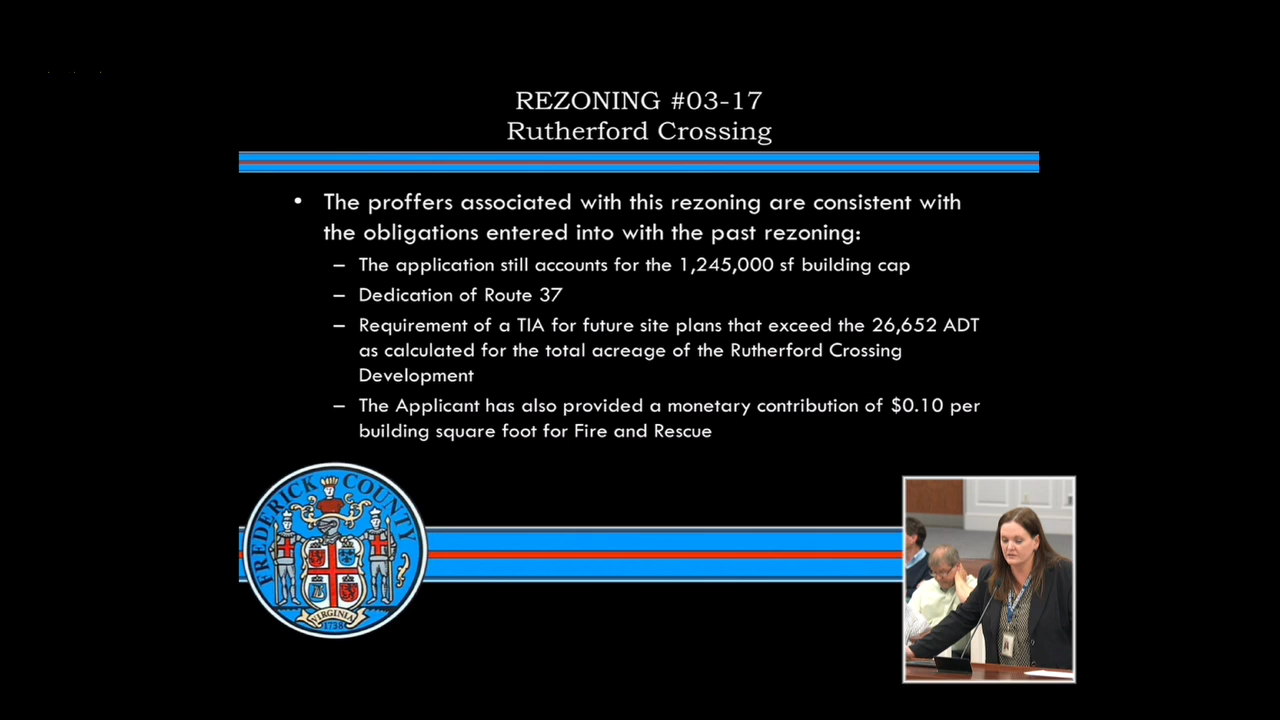 REZONING #03-17
Rutherford Crossing
• The proffers associated with this rezoning are consistent with
the obligations entered into with the past rezoning:
– The application still accounts for the 1,245,000 sf building cap
– Dedication of Route 37
– Requirement of a TIA for future site plans that exceed the 26,652 ADT
as calculated for the total acreage of the Rutherford Crossing
Development
– The Applicant has also provided a monetary contribution of $0.10 per
building square foot for Fire and Rescue
FREDERICK COUNTY
VIRGINIA
1738